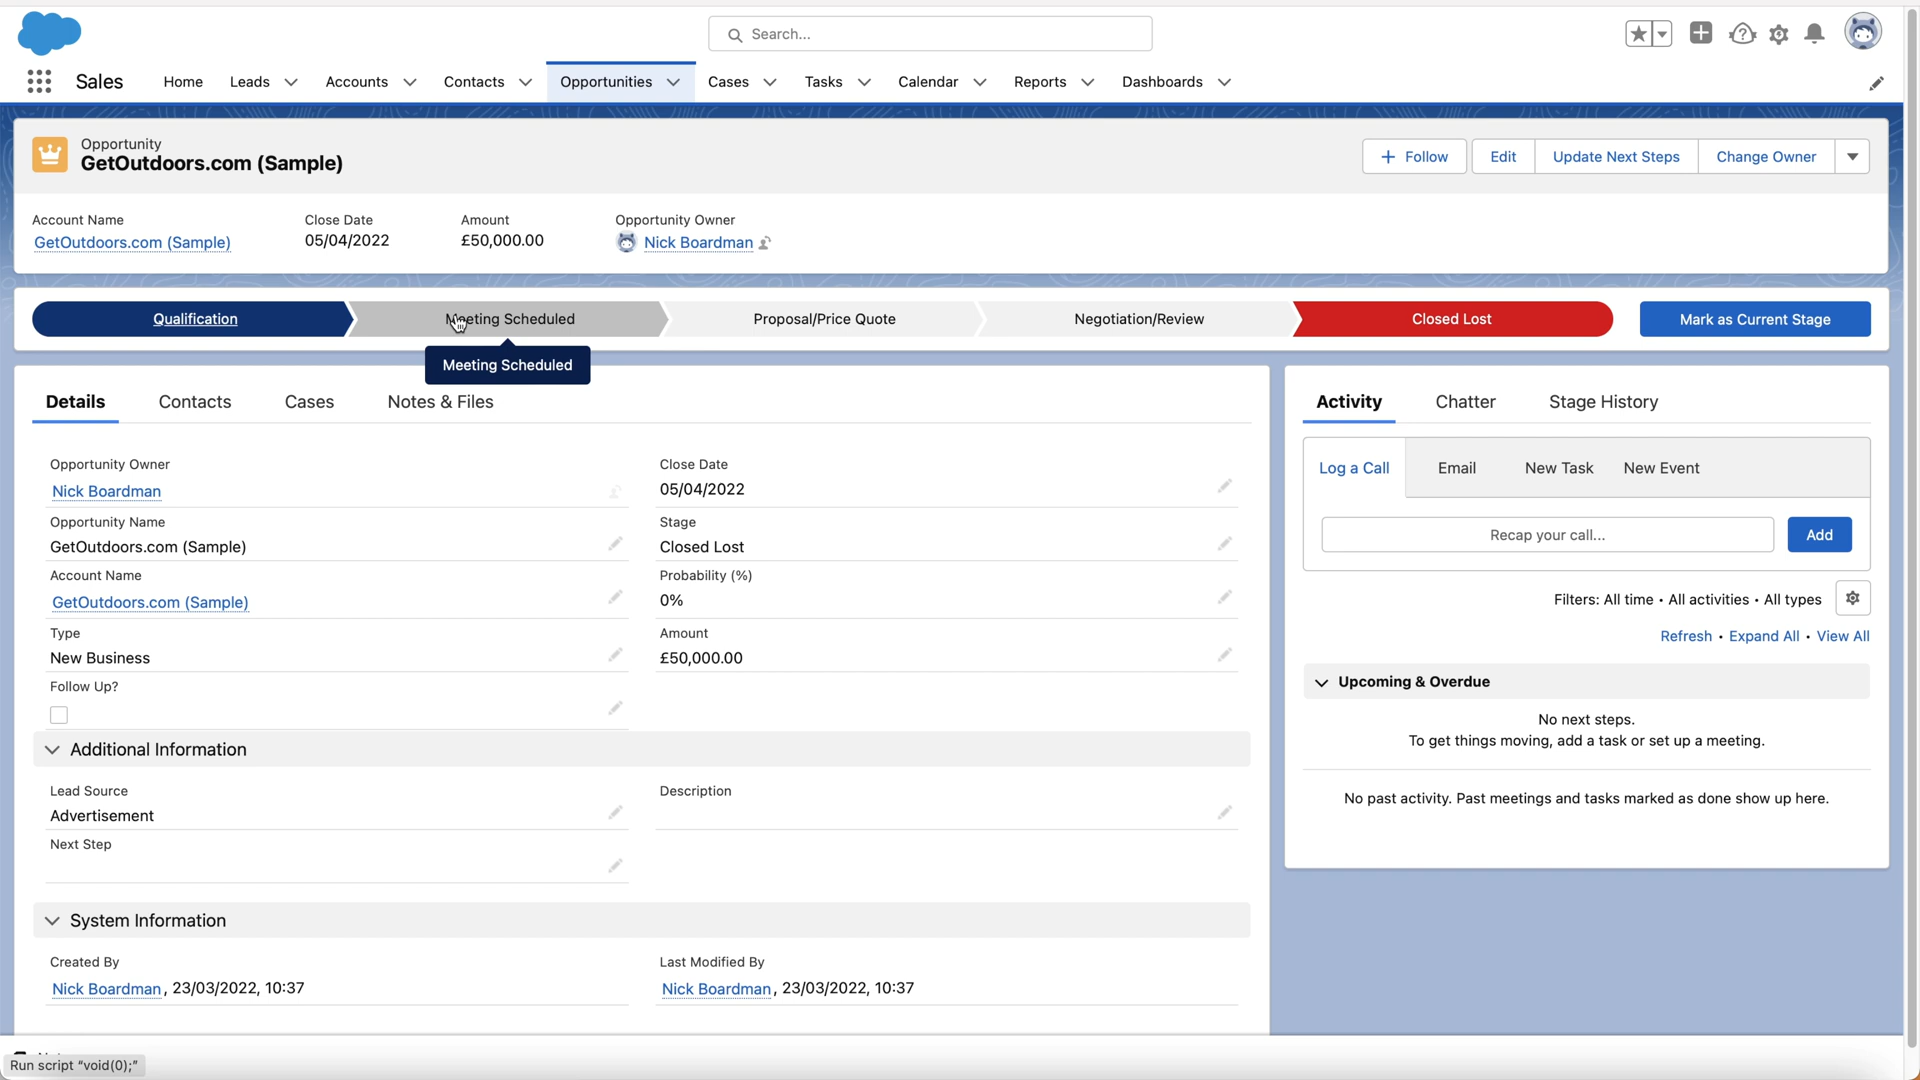 Search...
Sales
Home
Leads
Accounts
Contacts
Opportunities
Cases
Tasks
Calendar
Reports
Dashboards
Opportunity
GetOutdoors.com (Sample)
Follow
Edit
Update Next Steps
Change Owner
Account Name
GetOutdoors.com (Sample)
Close Date
05/04/2022
Amount
£50,000.00
Opportunity Owner
Nick Boardman
Qualification
Meeting Scheduled
Proposal/Price Quote
Negotiation/Review
Closed Lost
Mark as Current Stage
Meeting Scheduled
Details
Contacts
Cases
Notes & Files
Opportunity Owner
Nick Boardman
Close Date
05/04/2022
Opportunity Name
GetOutdoors.com (Sample)
Stage
Closed Lost
Account Name
GetOutdoors.com (Sample)
Probability (%)
0%
Type
New Business
Amount
£50,000.00
Follow Up?
Additional Information
Lead Source
Advertisement
Description
Next Step
System Information
Created By
Nick Boardman, 23/03/2022, 10:37
Last Modified By
Nick Boardman, 23/03/2022, 10:37
Activity
Chatter
Stage History
Log a Call
Email
New Task
New Event
Recap your call...
Add
Filters: All time • All activities • All types
Refresh • Expand All • View All
Upcoming & Overdue
No next steps.
To get things moving, add a task or set up a meeting.
No past activity. Past meetings and tasks marked as done show up here.
Run script "void(0);"